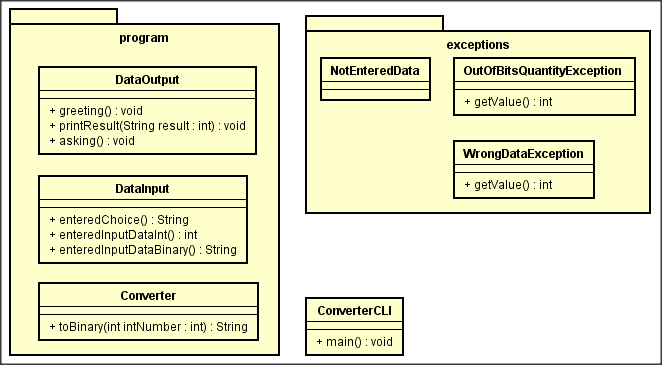 program
DataOutput
+ greeting() : void
+ printResult(String result : int) : void
+ asking() : void
DataInput
+ enteredChoice() : String
+ enteredInputDataInt() : int
+ enteredInputDataBinary() : String
Converter
+ toBinary(int intNumber : int) : String
exceptions
NotEnteredData
OutOfBitsQuantityException
+ getValue() : int
WrongDataException
+ getValue() : int
ConverterCLI
+ main() : void